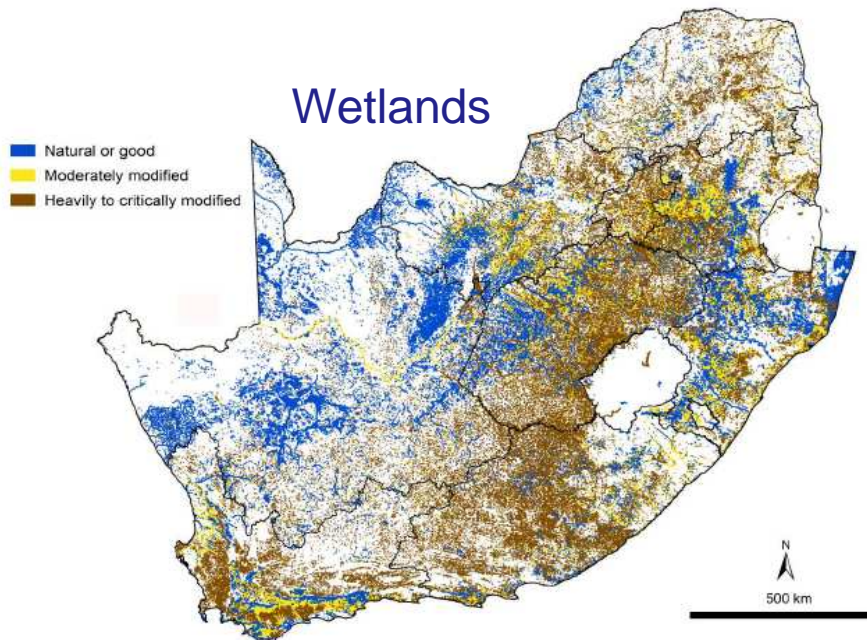 Wetlands
Natural or good
Moderately modified
Heavily to critically modified
N
500 km